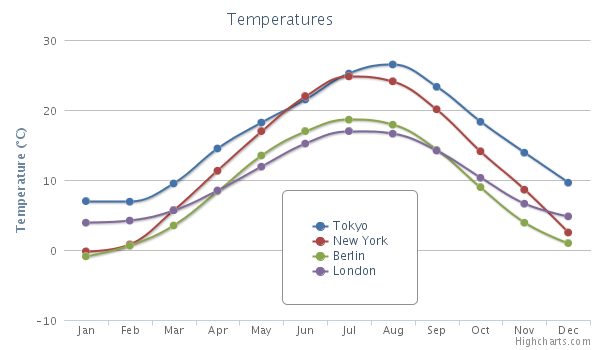 Temperatures
Temperature (°C)
30
20
10
0
-10
Tokyo
New York
Berlin
London
Jan Feb Mar Apr May Jun Jul Aug Sep Oct Nov Dec
Highcharts.com